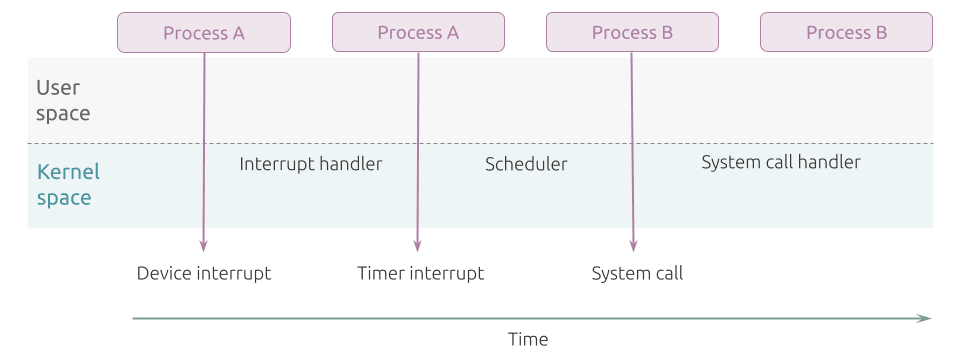 Process A
Process A
Process B
Process B
User
space
Kernel
space
Interrupt handler
Scheduler
System call handler
Device interrupt
Timer interrupt
System call
Time